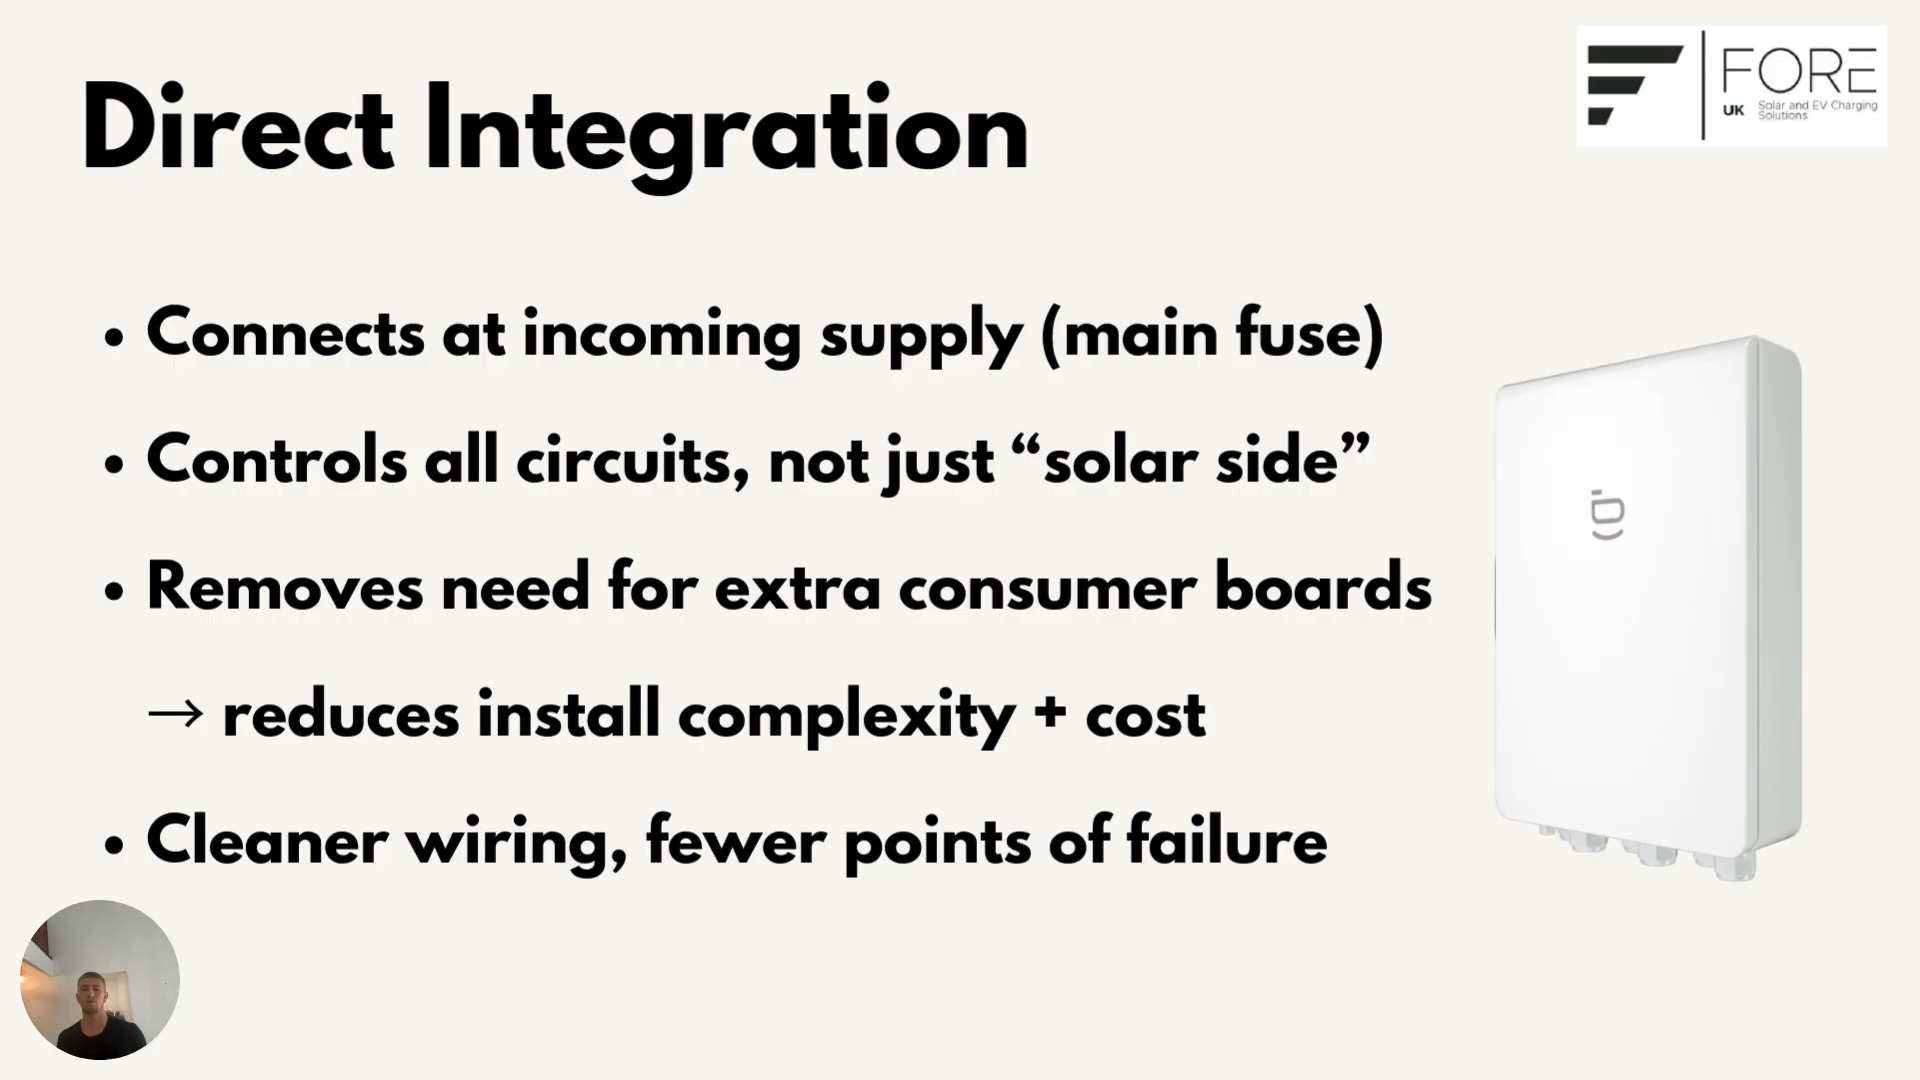 Direct Integration
FORE
UK Solar and EV Charging
Solutions
• Connects at incoming supply (main fuse)
• Controls all circuits, not just “solar side”
• Removes need for extra consumer boards
→ reduces install complexity + cost
• Cleaner wiring, fewer points of failure